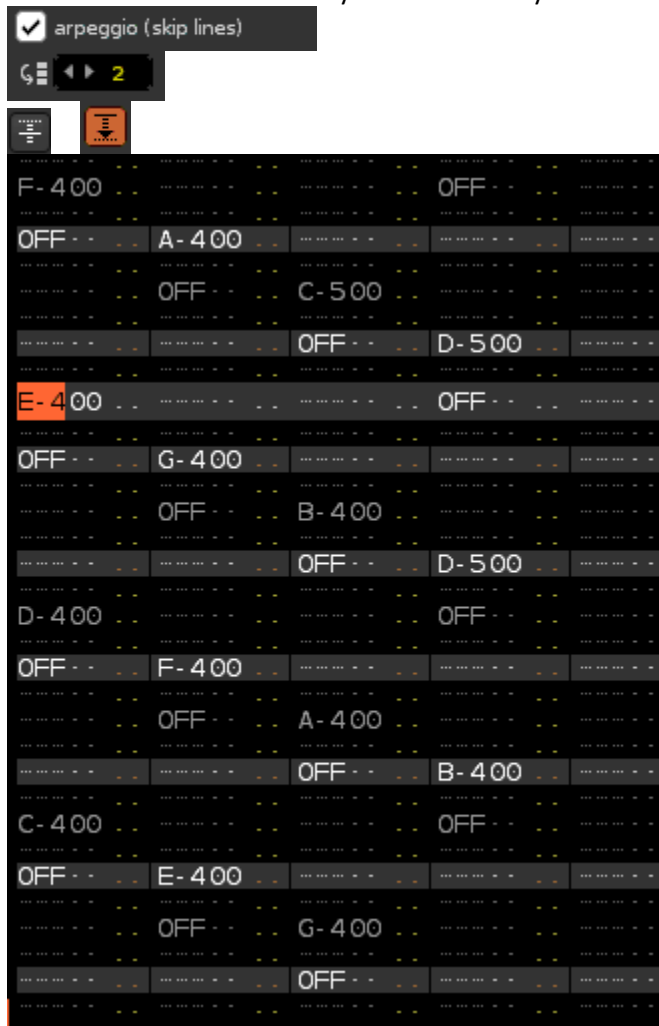 arpeggio (skip lines)
2
F-400 OFF
OFF A-400
OFF C-500
OFF D-500
E-400 OFF
OFF G-400
OFF B-400
OFF D-500
D-400 OFF
OFF F-400
OFF A-400
OFF B-400
C-400 OFF
OFF E-400
OFF G-400
OFF